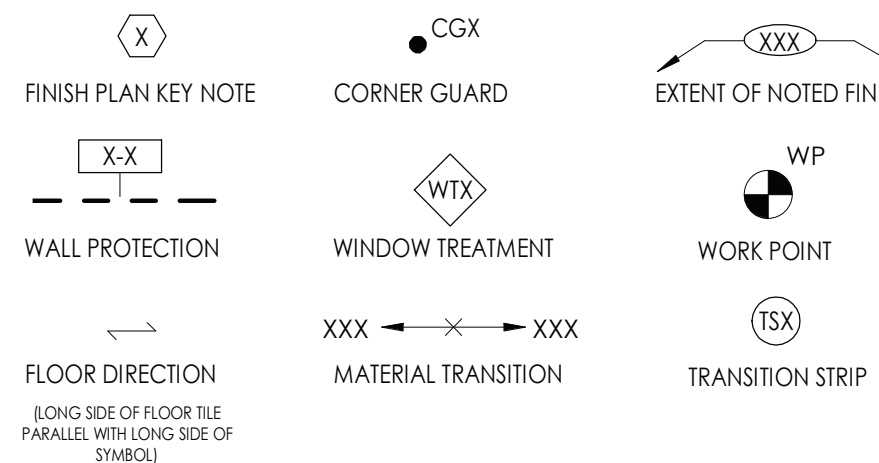 X
CGX
XXX
FINISH PLAN KEY NOTE
CORNER GUARD
EXTENT OF NOTED FIN
X-X
WTX
WP
WALL PROTECTION
WINDOW TREATMENT
WORK POINT
XXX
XXX
TSX
FLOOR DIRECTION
MATERIAL TRANSITION
TRANSITION STRIP
(LONG SIDE OF FLOOR TILE
PARALLEL WITH LONG SIDE OF
SYMBOL)